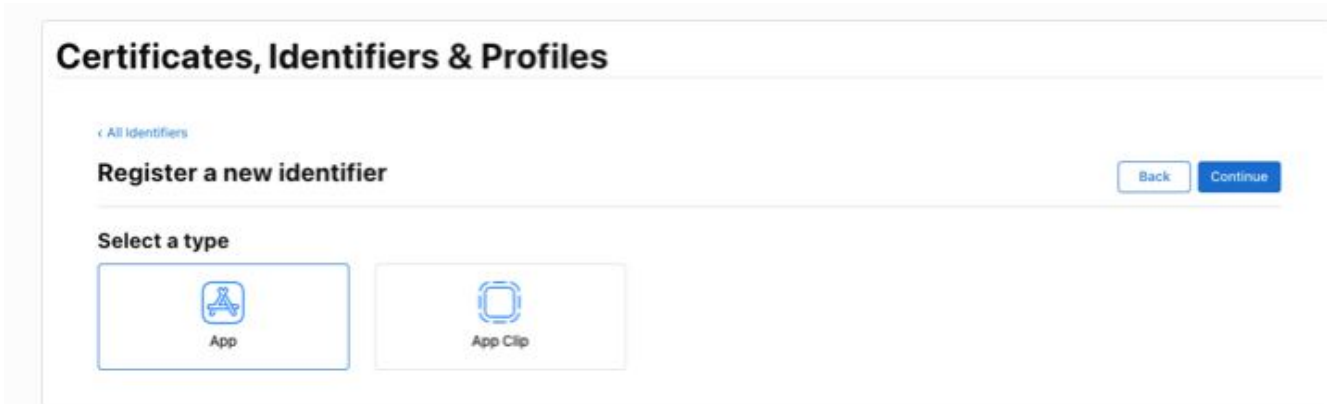 Certificates, Identifiers & Profiles
‹ All Identifiers
Register a new identifier
Back
Continue
Select a type
App
App Clip